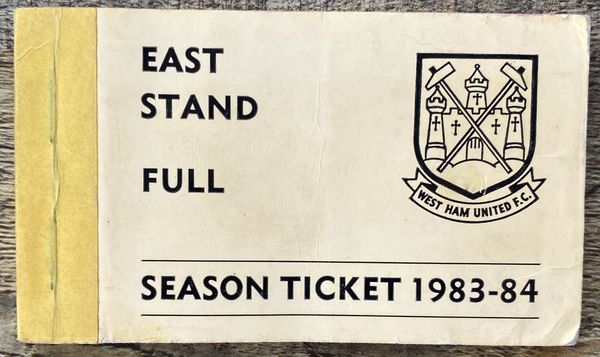 EAST
STAND
FULL
WEST HAM UNITED F.C.
SEASON TICKET 1983-84